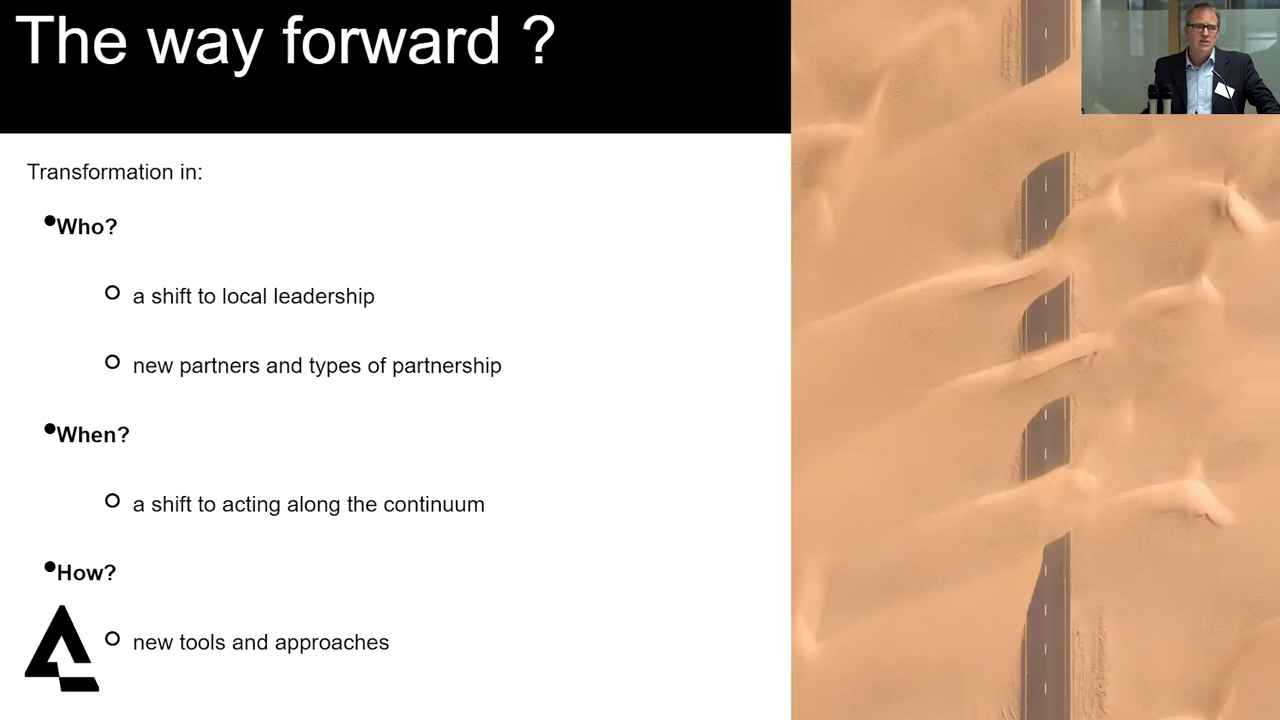 The way forward ?
Transformation in:
Who?
a shift to local leadership
new partners and types of partnership
When?
a shift to acting along the continuum
How?
new tools and approaches